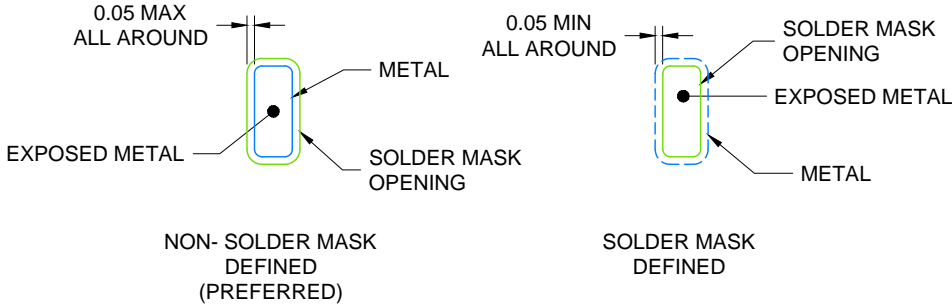 0.05 MAX
ALL AROUND
METAL
EXPOSED METAL
SOLDER MASK
OPENING
NON- SOLDER MASK
DEFINED
(PREFERRED)
0.05 MIN
ALL AROUND
SOLDER MASK
OPENING
EXPOSED METAL
METAL
SOLDER MASK
DEFINED